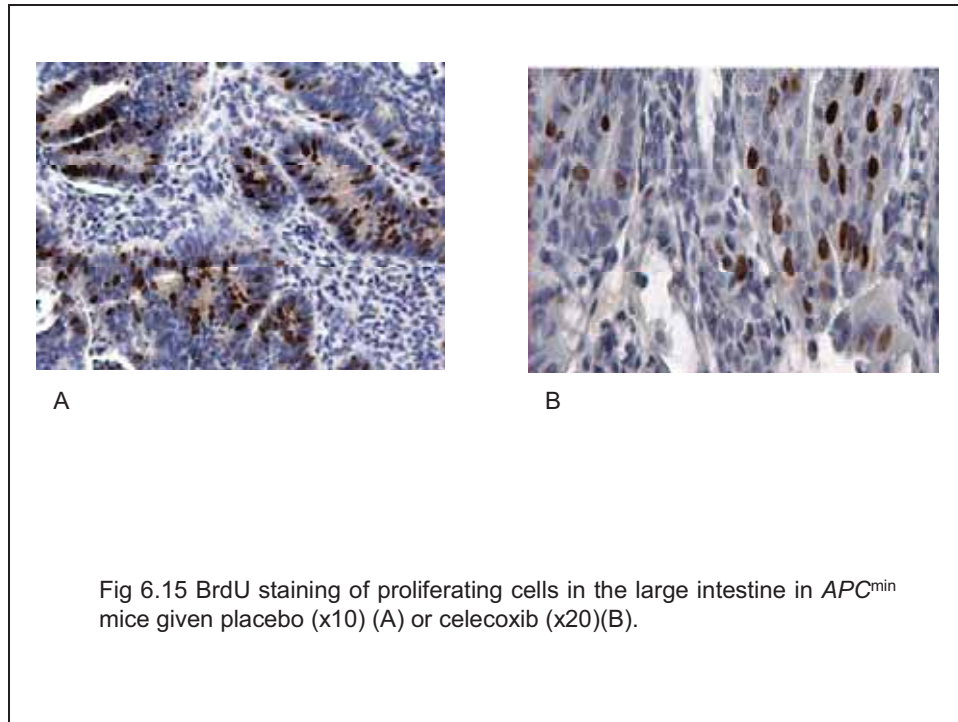 A
B
Fig 6.15 BrdU staining of proliferating cells in the large intestine in APCmin
mice given placebo (x10) (A) or celecoxib (x20)(B).